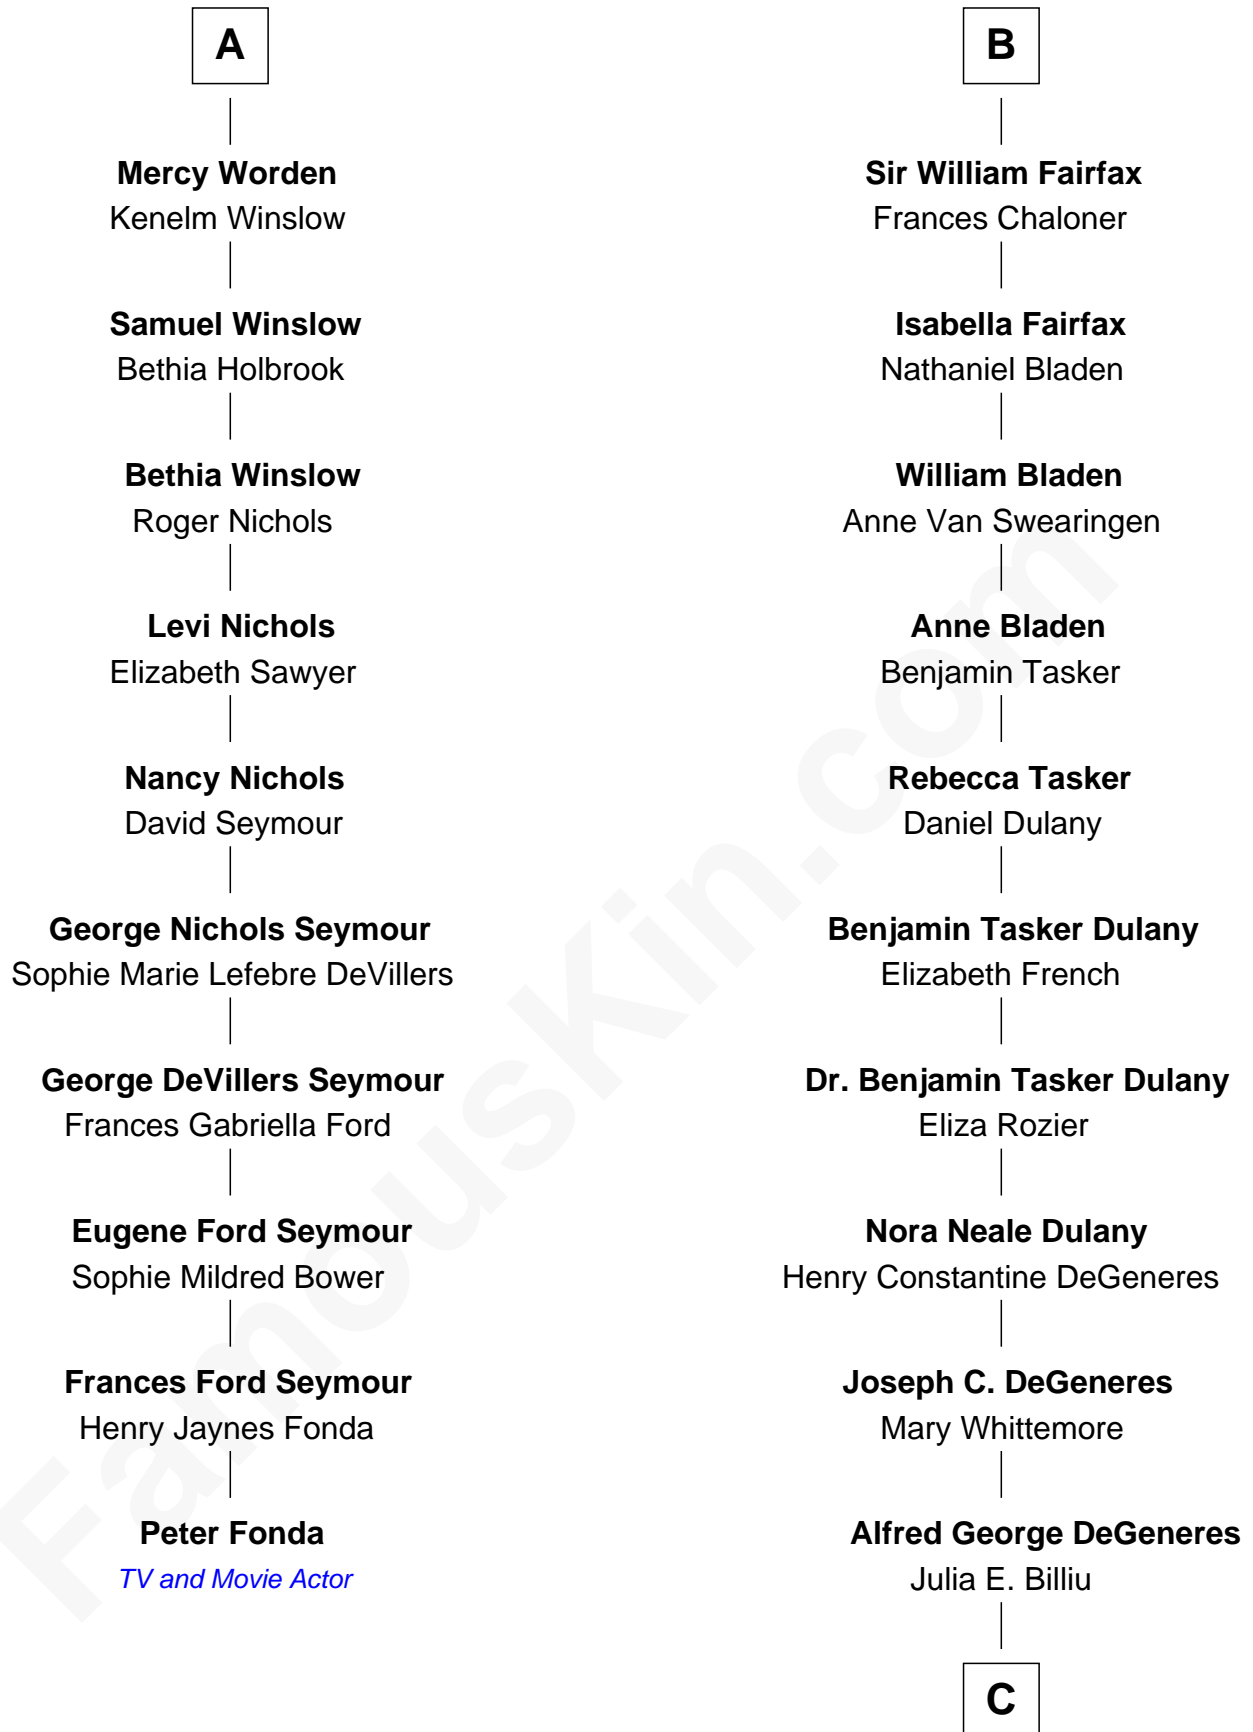 A
Mercy Worden
Kenelm Winslow
Samuel Winslow
Bethia Holbrook
Bethia Winslow
Roger Nichols
Levi Nichols
Elizabeth Sawyer
Nancy Nichols
David Seymour
George Nichols Seymour
Sophie Marie Lefebre DeVillers
George DeVillers Seymour
Frances Gabriella Ford
Eugene Ford Seymour
Sophie Mildred Bower
Frances Ford Seymour
Henry Jaynes Fonda
Peter Fonda
TV and Movie Actor
B
Sir William Fairfax
Frances Chaloner
Isabella Fairfax
Nathaniel Bladen
William Bladen
Anne Van Swearingen
Anne Bladen
Benjamin Tasker
Rebecca Tasker
Daniel Dulany
Benjamin Tasker Dulany
Elizabeth French
Dr. Benjamin Tasker Dulany
Eliza Rozier
Nora Neale Dulany
Henry Constantine DeGeneres
Joseph C. DeGeneres
Mary Whittemore
Alfred George DeGeneres
Julia E. Billiu
C
FamousKin.com